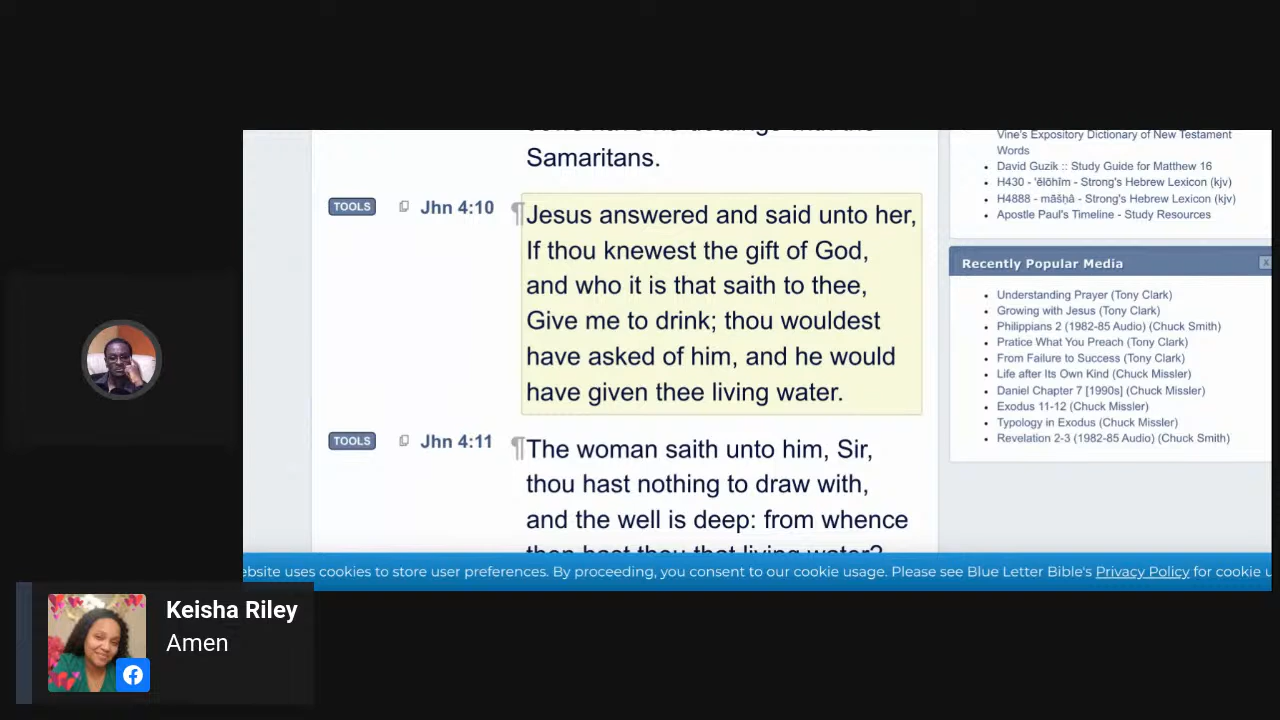 Samaritans.
TOOLS Jhn 4:10 ¶Jesus answered and said unto her,
If thou knewest the gift of God,
and who it is that saith to thee,
Give me to drink; thou wouldest
have asked of him, and he would
have given thee living water.
TOOLS Jhn 4:11 ¶The woman saith unto him, Sir,
thou hast nothing to draw with,
and the well is deep: from whence
then hast thou that living water?
Vine's Expository Dictionary of New Testament
Words
David Guzik :: Study Guide for Matthew 16
H430 - 'ĕlōhîm - Strong's Hebrew Lexicon (kjv)
H4888 - māšḥâ - Strong's Hebrew Lexicon (kjv)
Apostle Paul's Timeline - Study Resources
Recently Popular Media x
Understanding Prayer (Tony Clark)
Growing with Jesus (Tony Clark)
Philippians 2 (1982-85 Audio) (Chuck Smith)
Pratice What You Preach (Tony Clark)
From Failure to Success (Tony Clark)
Life after Its Own Kind (Chuck Missler)
Daniel Chapter 7 [1990s] (Chuck Missler)
Exodus 11-12 (Chuck Missler)
Typology in Exodus (Chuck Missler)
Revelation 2-3 (1982-85 Audio) (Chuck Smith)
ebsite uses cookies to store user preferences. By proceeding, you consent to our cookie usage. Please see Blue Letter Bible's Privacy Policy for cookie u
Keisha Riley
Amen